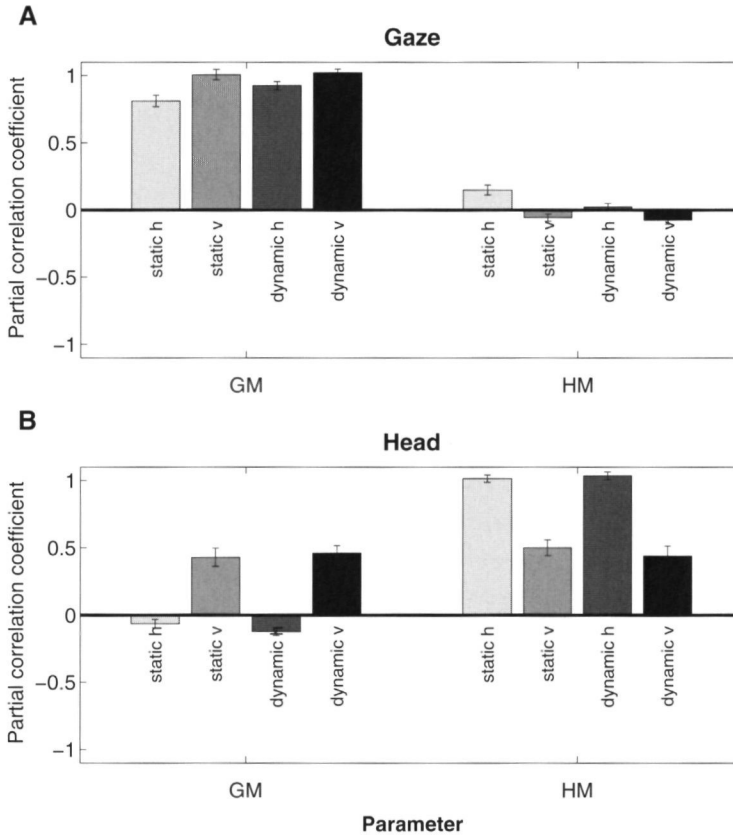 A
Gaze
Partial correlation coefficient
1
0.5
0
−0.5
−1
static h
static v
dynamic h
dynamic v
static h
static v
dynamic h
dynamic v
GM
HM
B
Head
Partial correlation coefficient
1
0.5
0
−0.5
−1
static h
static v
dynamic h
dynamic v
static h
static v
dynamic h
dynamic v
GM
HM
Parameter